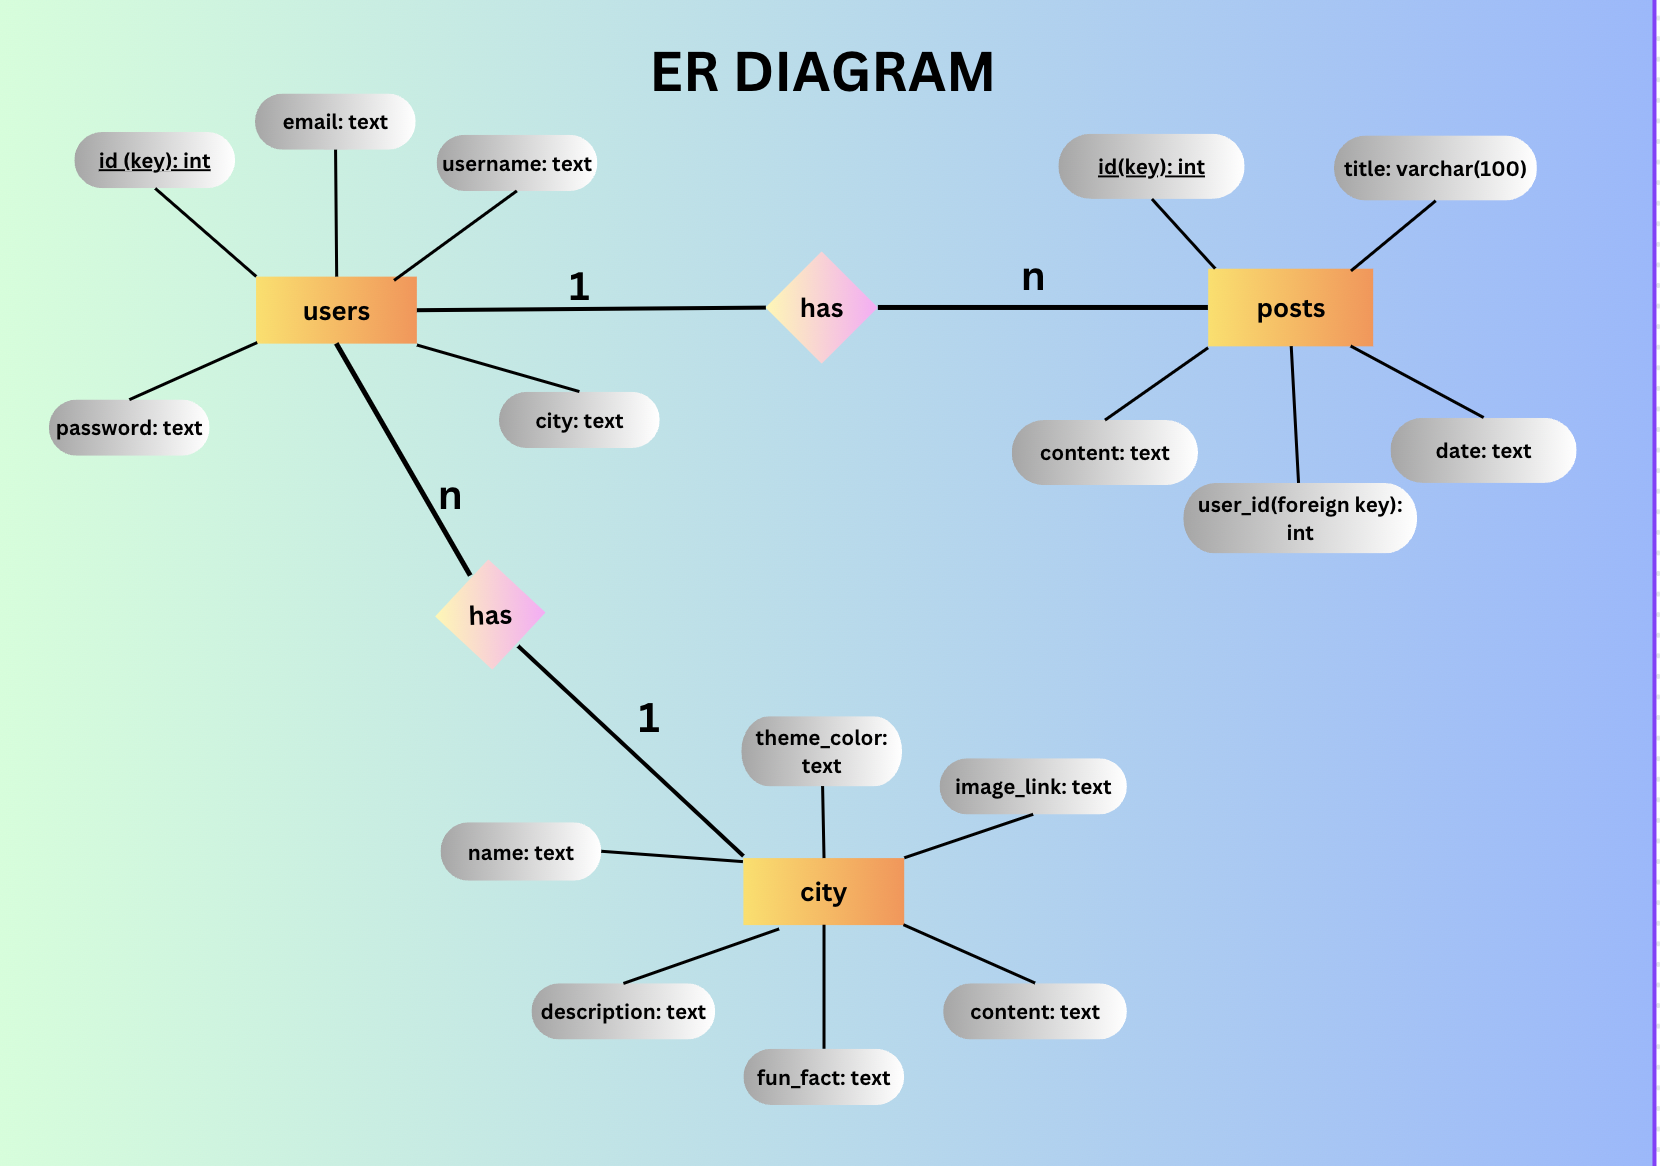 ER DIAGRAM
email: text
id (key): int
username: text
id(key): int
title: varchar(100)
users
1
has
n
posts
password: text
city: text
content: text
date: text
user_id(foreign key):
int
n
has
1
theme_color:
text
image_link: text
name: text
city
description: text
content: text
fun_fact: text